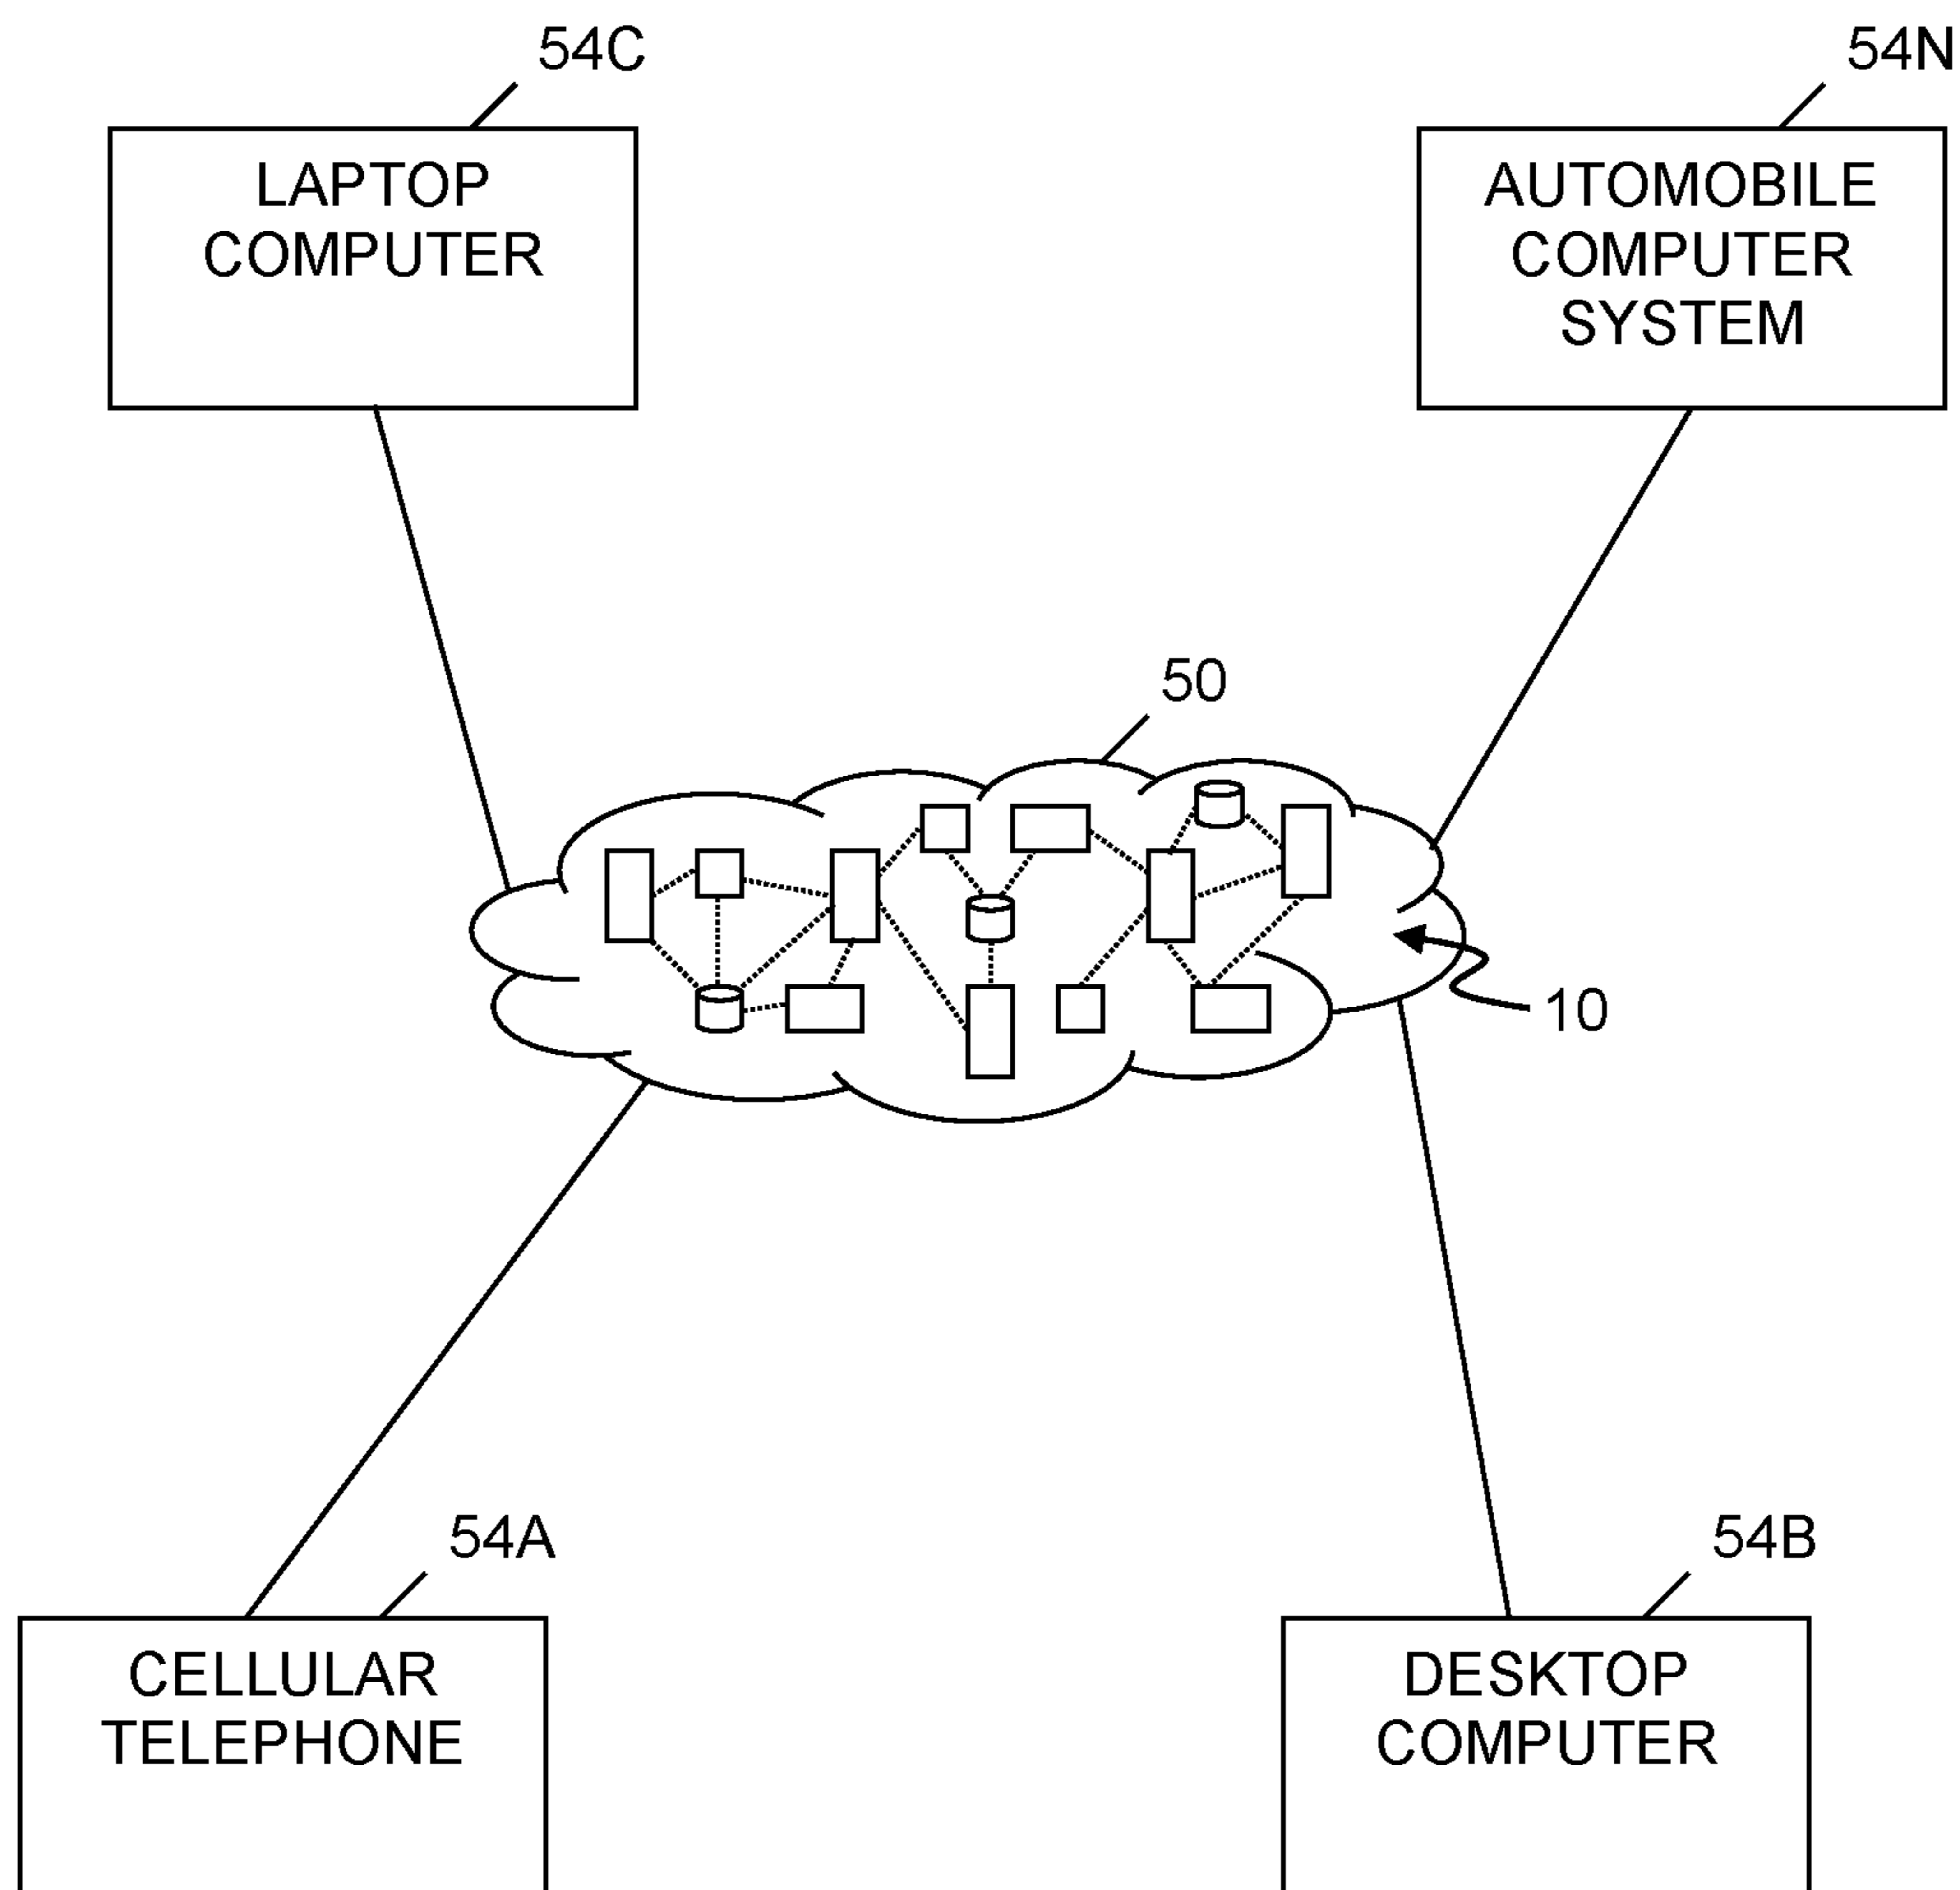 54C
54N
LAPTOP
COMPUTER
AUTOMOBILE
COMPUTER
SYSTEM
50
10
54A
54B
CELLULAR
TELEPHONE
DESKTOP
COMPUTER